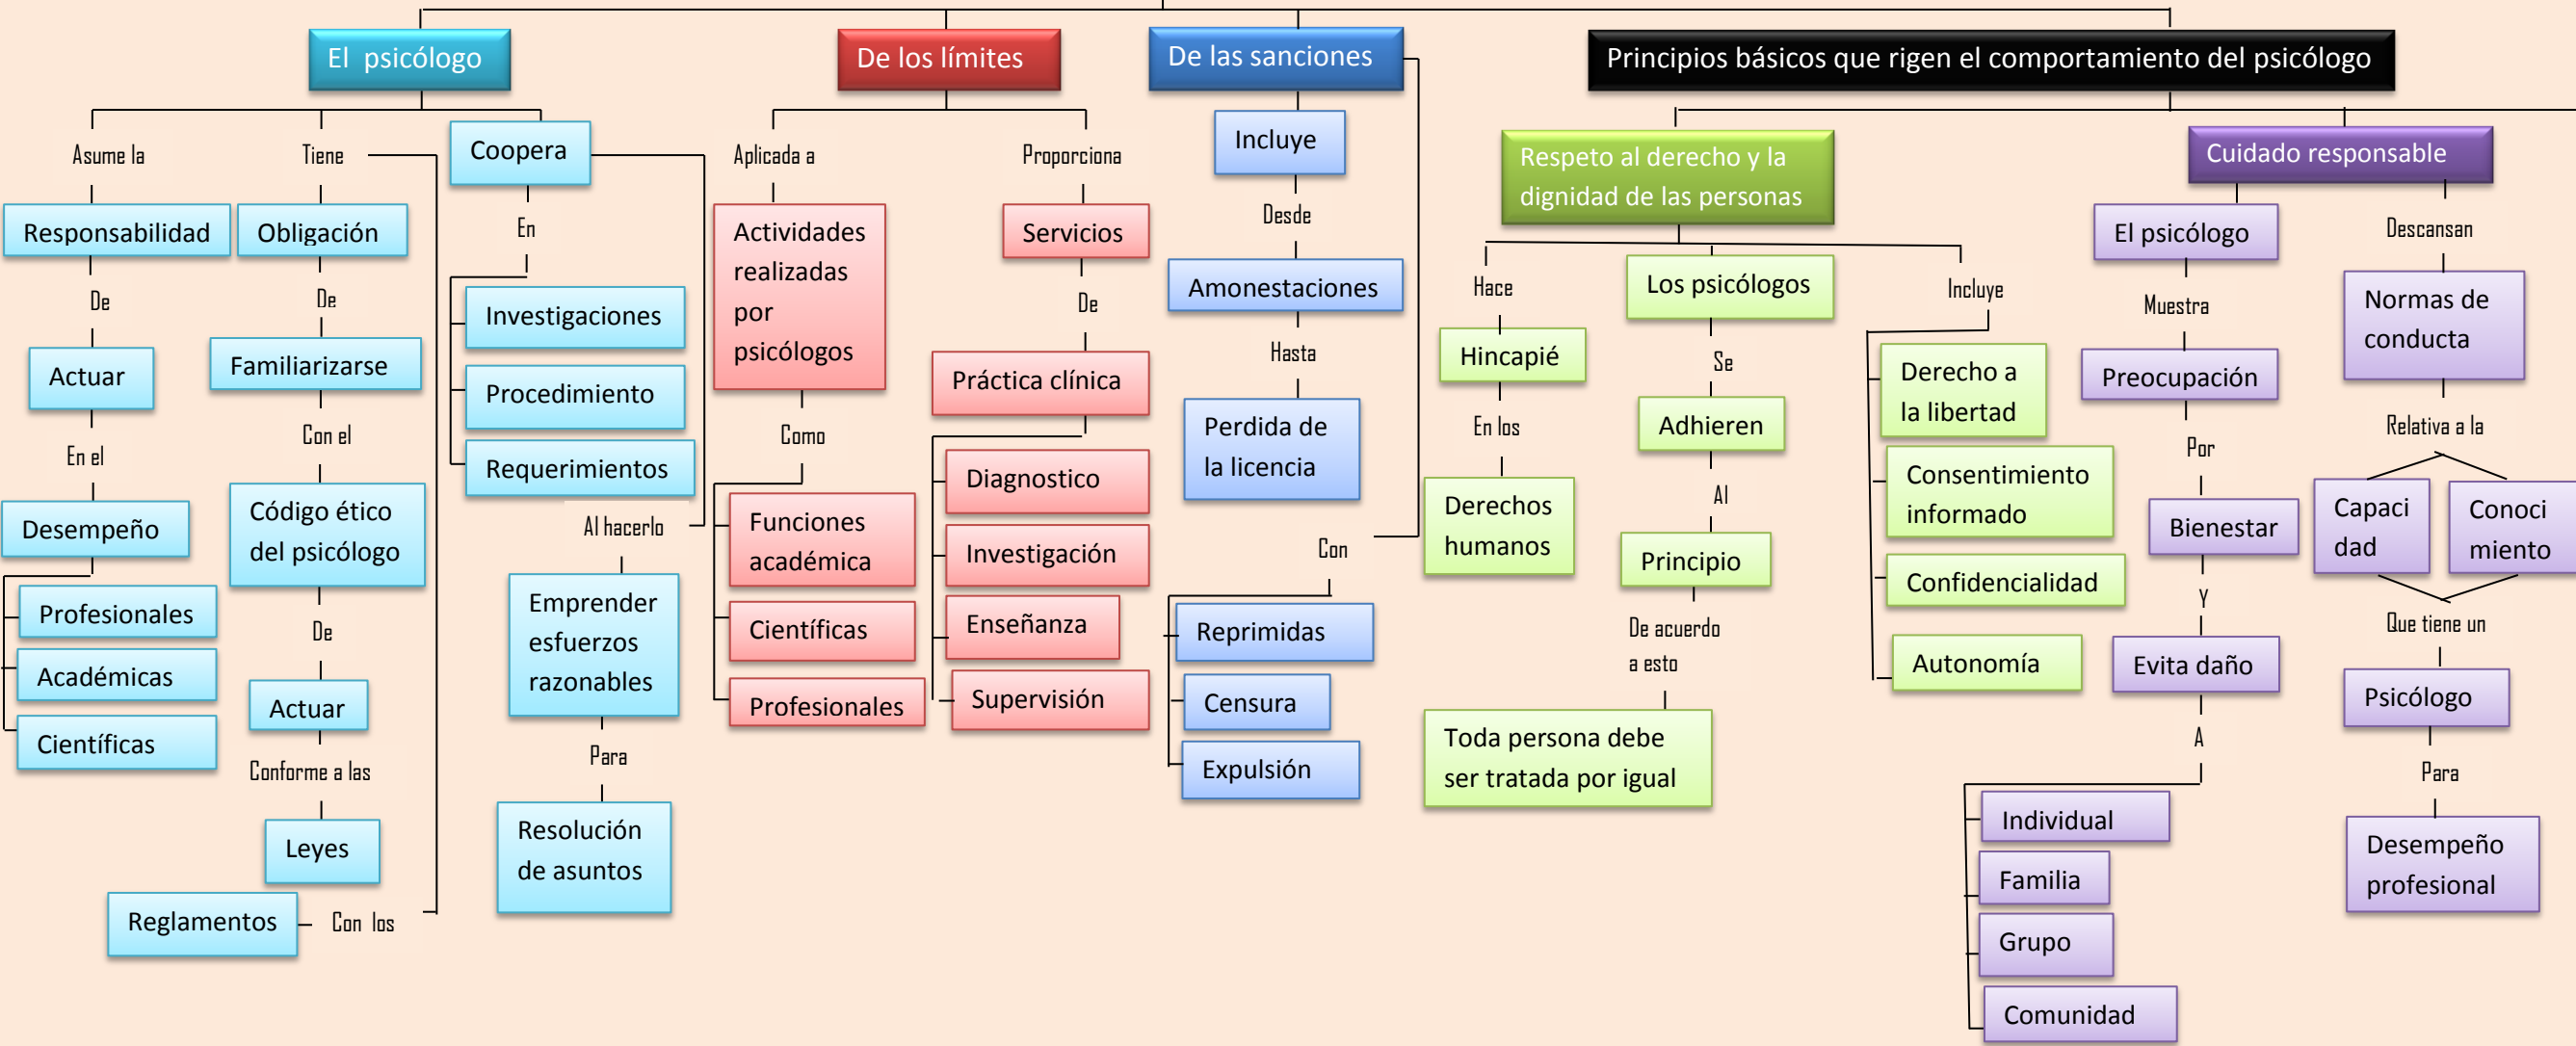 El psicólogo
De los límites
De las sanciones
Principios básicos que rigen el comportamiento del psicólogo
Asume la
Responsabilidad
De
Actuar
En el
Desempeño
Profesionales
Académicas
Científicas
Tiene
Obligación
De
Familiarizarse
Con el
Código ético
del psicólogo
De
Actuar
Conforme a las
Leyes
Reglamentos
Con los
Coopera
En
Investigaciones
Procedimiento
Requerimientos
Al hacerlo
Emprender
esfuerzos
razonables
Para
Resolución
de asuntos
Aplicada a
Actividades
realizadas
por
psicólogos
Como
Funciones
académica
Científicas
Profesionales
Proporciona
Servicios
De
Práctica clínica
Diagnostico
Investigación
Enseñanza
Supervisión
Incluye
Desde
Amonestaciones
Hasta
Perdida de
la licencia
Con
Reprimidas
Censura
Expulsión
Respeto al derecho y la
dignidad de las personas
Hace
Hincapié
En los
Derechos
humanos
Los psicólogos
Se
Adhieren
Al
Principio
De acuerdo
a esto
Toda persona debe
ser tratada por igual
Incluye
Derecho a
la libertad
Consentimiento
informado
Confidencialidad
Autonomía
Cuidado responsable
El psicólogo
Muestra
Preocupación
Por
Bienestar
Y
Evita daño
A
Individual
Familia
Grupo
Comunidad
Descansan
Normas de
conducta
Relativa a la
Capaci
dad
Conoci
miento
Que tiene un
Psicólogo
Para
Desempeño
profesional